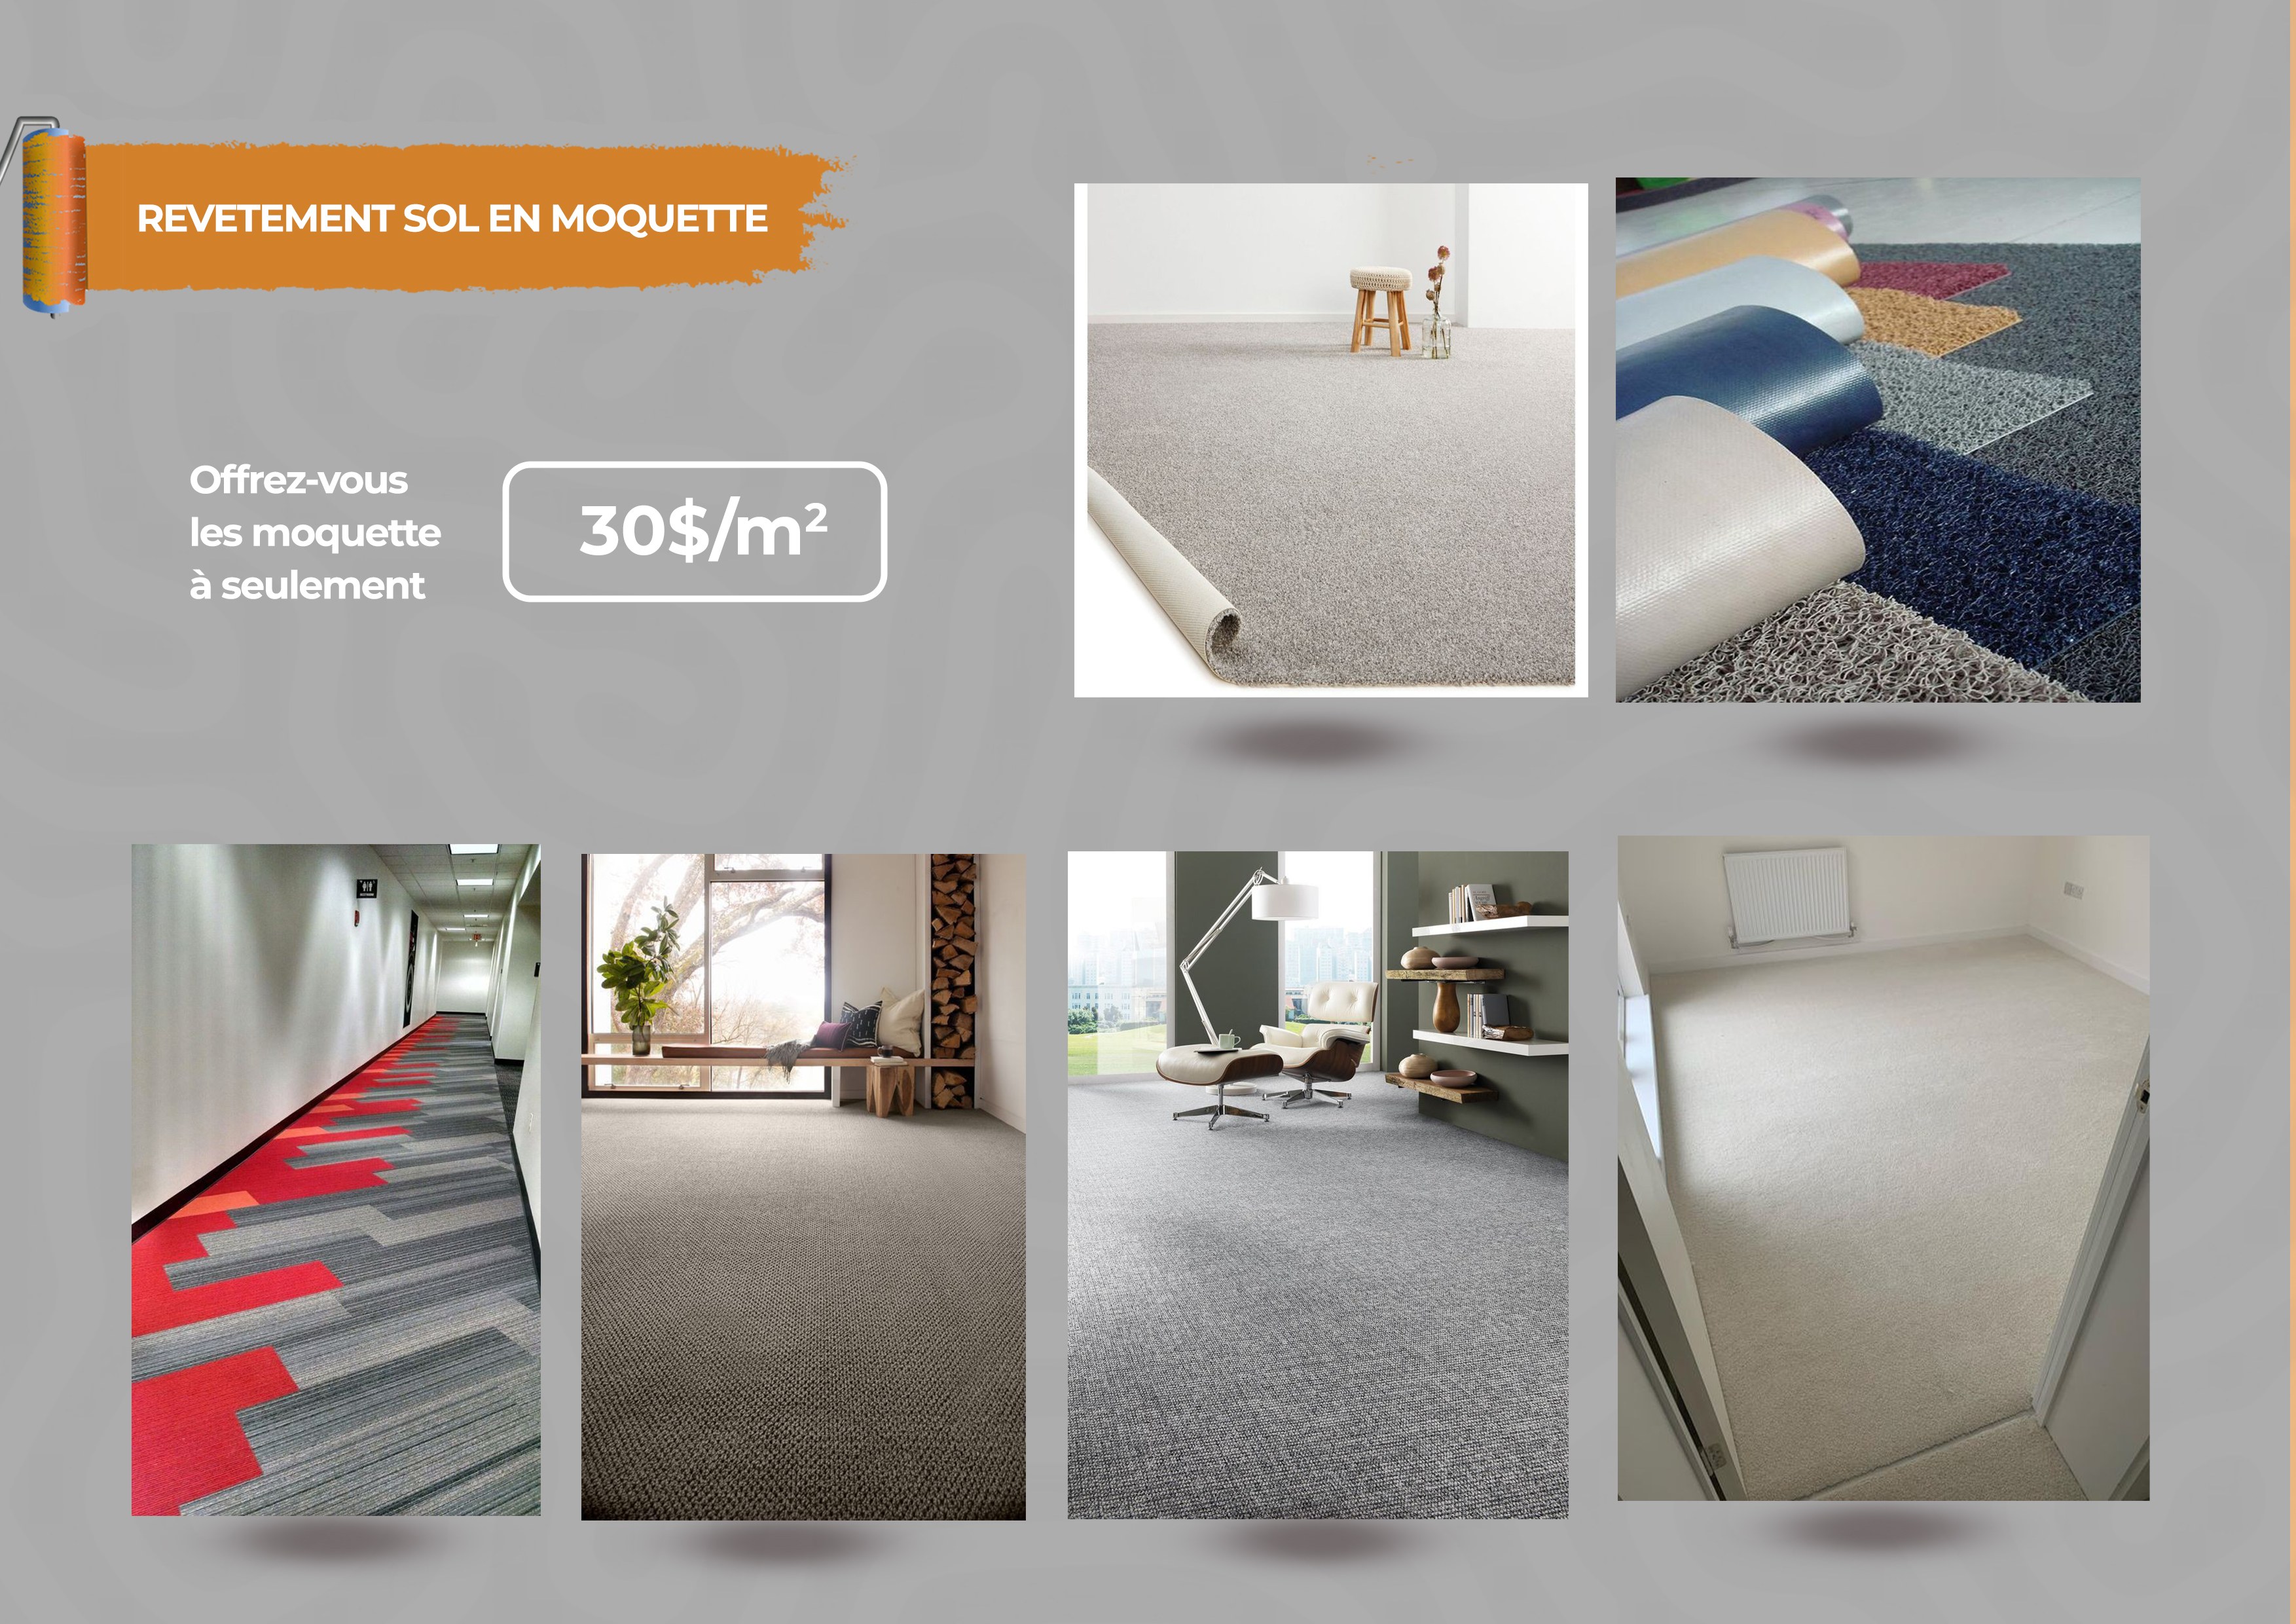 REVETEMENT SOL EN MOQUETTE
Offrez-vous
les moquette
à seulement
30$/m²